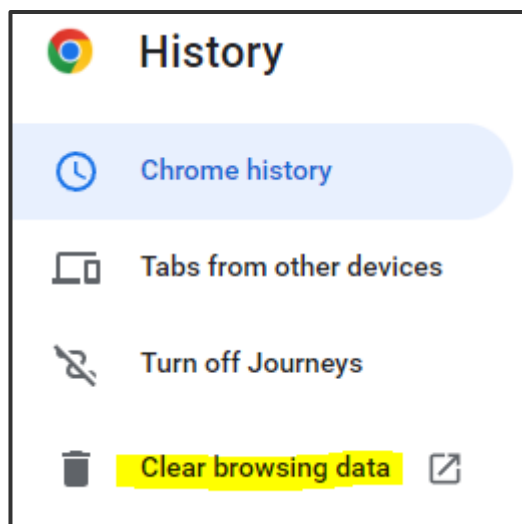 History
Chrome history
Tabs from other devices
Turn off Journeys
Clear browsing data